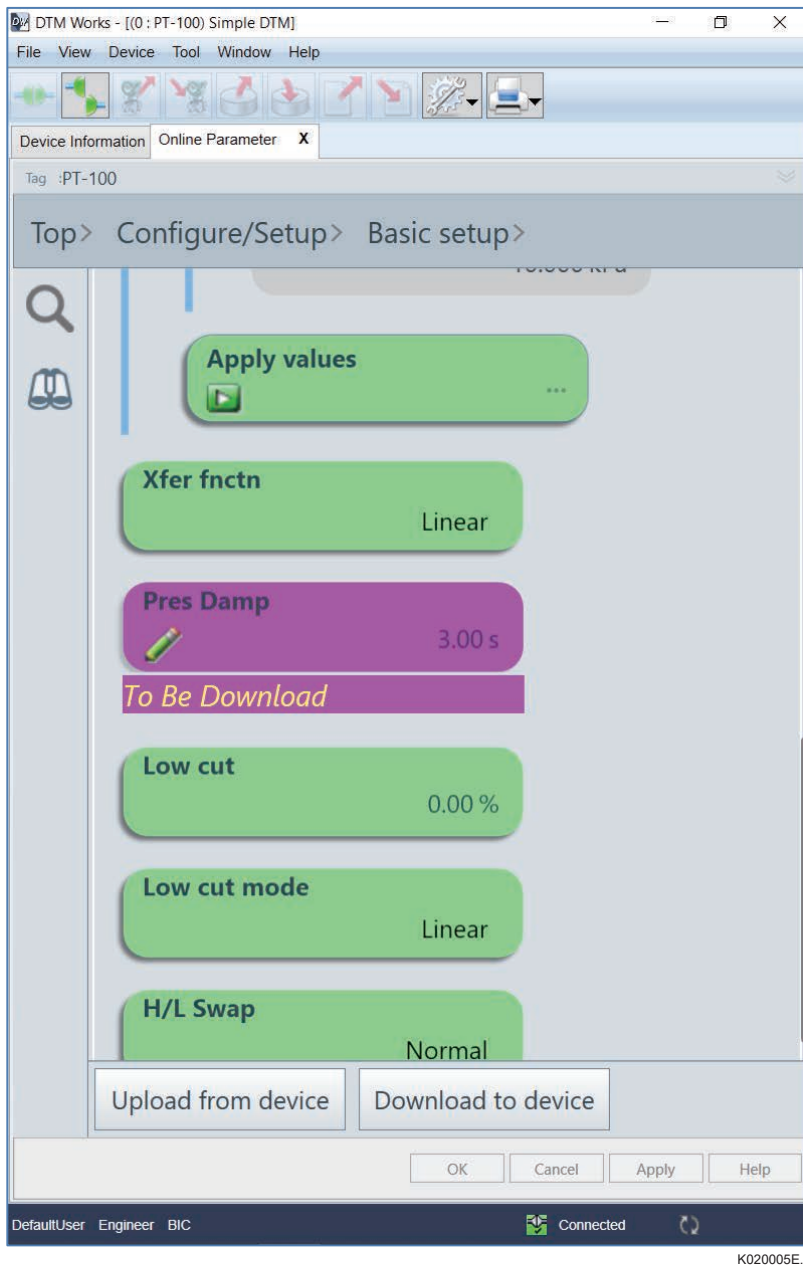 DTM Works - [(0 : PT-100) Simple DTM]
File View Device Tool Window Help
Device Information Online Parameter X
Tag :PT-100
Top> Configure/Setup> Basic setup>
Apply values
...
Xfer fnctn
Linear
Pres Damp
3.00 s
To Be Download
Low cut
0.00 %
Low cut mode
Linear
H/L Swap
Normal
Upload from device Download to device
OK Cancel Apply Help
DefaultUser Engineer BIC Connected
K020005E.